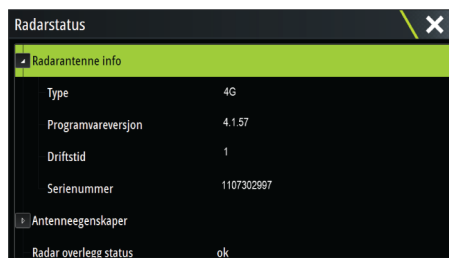 Radarstatus
Radarantenne info
Type 4G
Programvareversjon 4.1.57
Driftstid 1
Serienummer 1107302997
Antenneegenskaper
Radar overlegg status ok